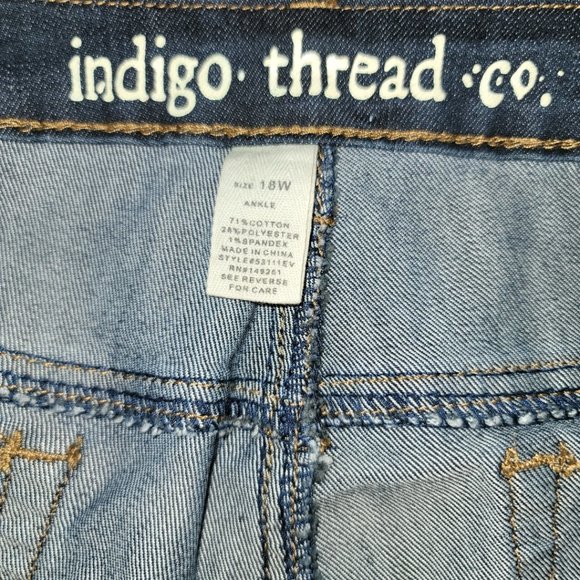 indigo thread co.
SIZE 18W
ANKLE
71%COTTON
28%POLYESTER
1%SPANDEX
MADE IN CHINA
STYLE#53111EV
RN#149261
SEE REVERSE
FOR CARE